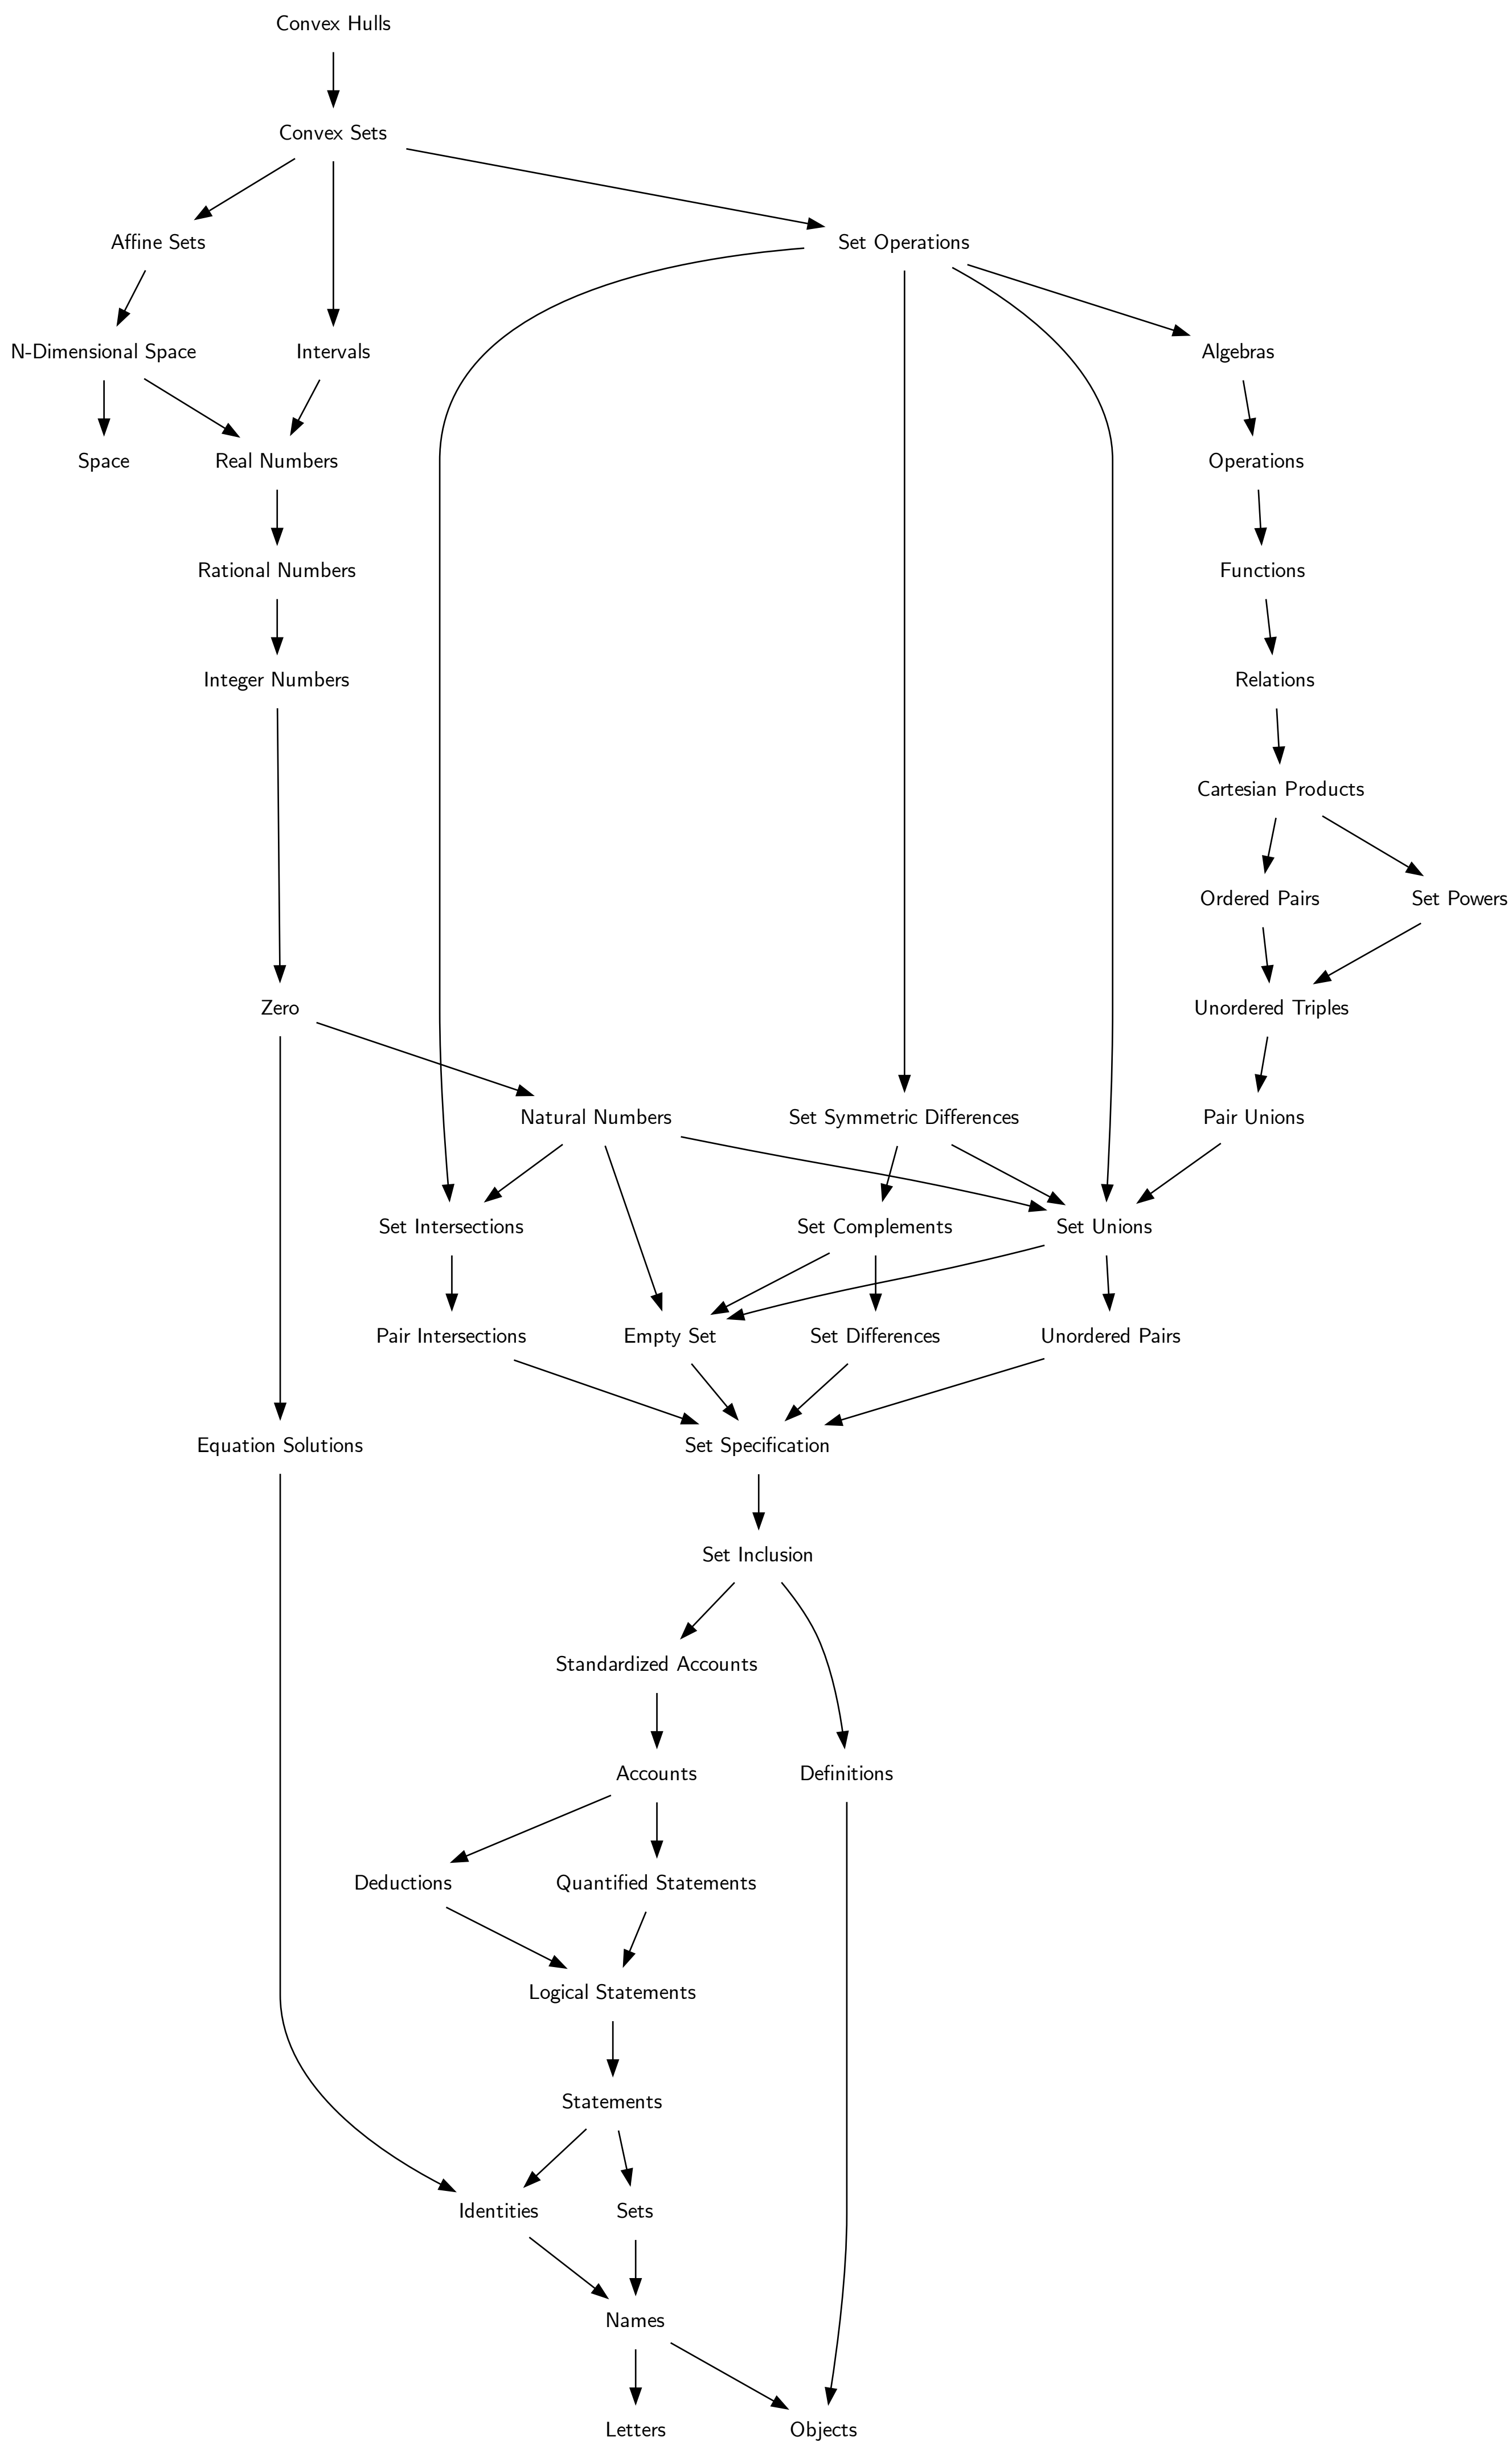 Convex Hulls
Convex Sets
Affine Sets
Set Operations
N-Dimensional Space
Intervals
Algebras
Space
Real Numbers
Operations
Rational Numbers
Functions
Integer Numbers
Relations
Cartesian Products
Ordered Pairs
Set Powers
Zero
Unordered Triples
Natural Numbers
Set Symmetric Differences
Pair Unions
Set Intersections
Set Complements
Set Unions
Pair Intersections
Empty Set
Set Differences
Unordered Pairs
Equation Solutions
Set Specification
Set Inclusion
Standardized Accounts
Accounts
Definitions
Deductions
Quantified Statements
Logical Statements
Statements
Identities
Sets
Names
Letters
Objects